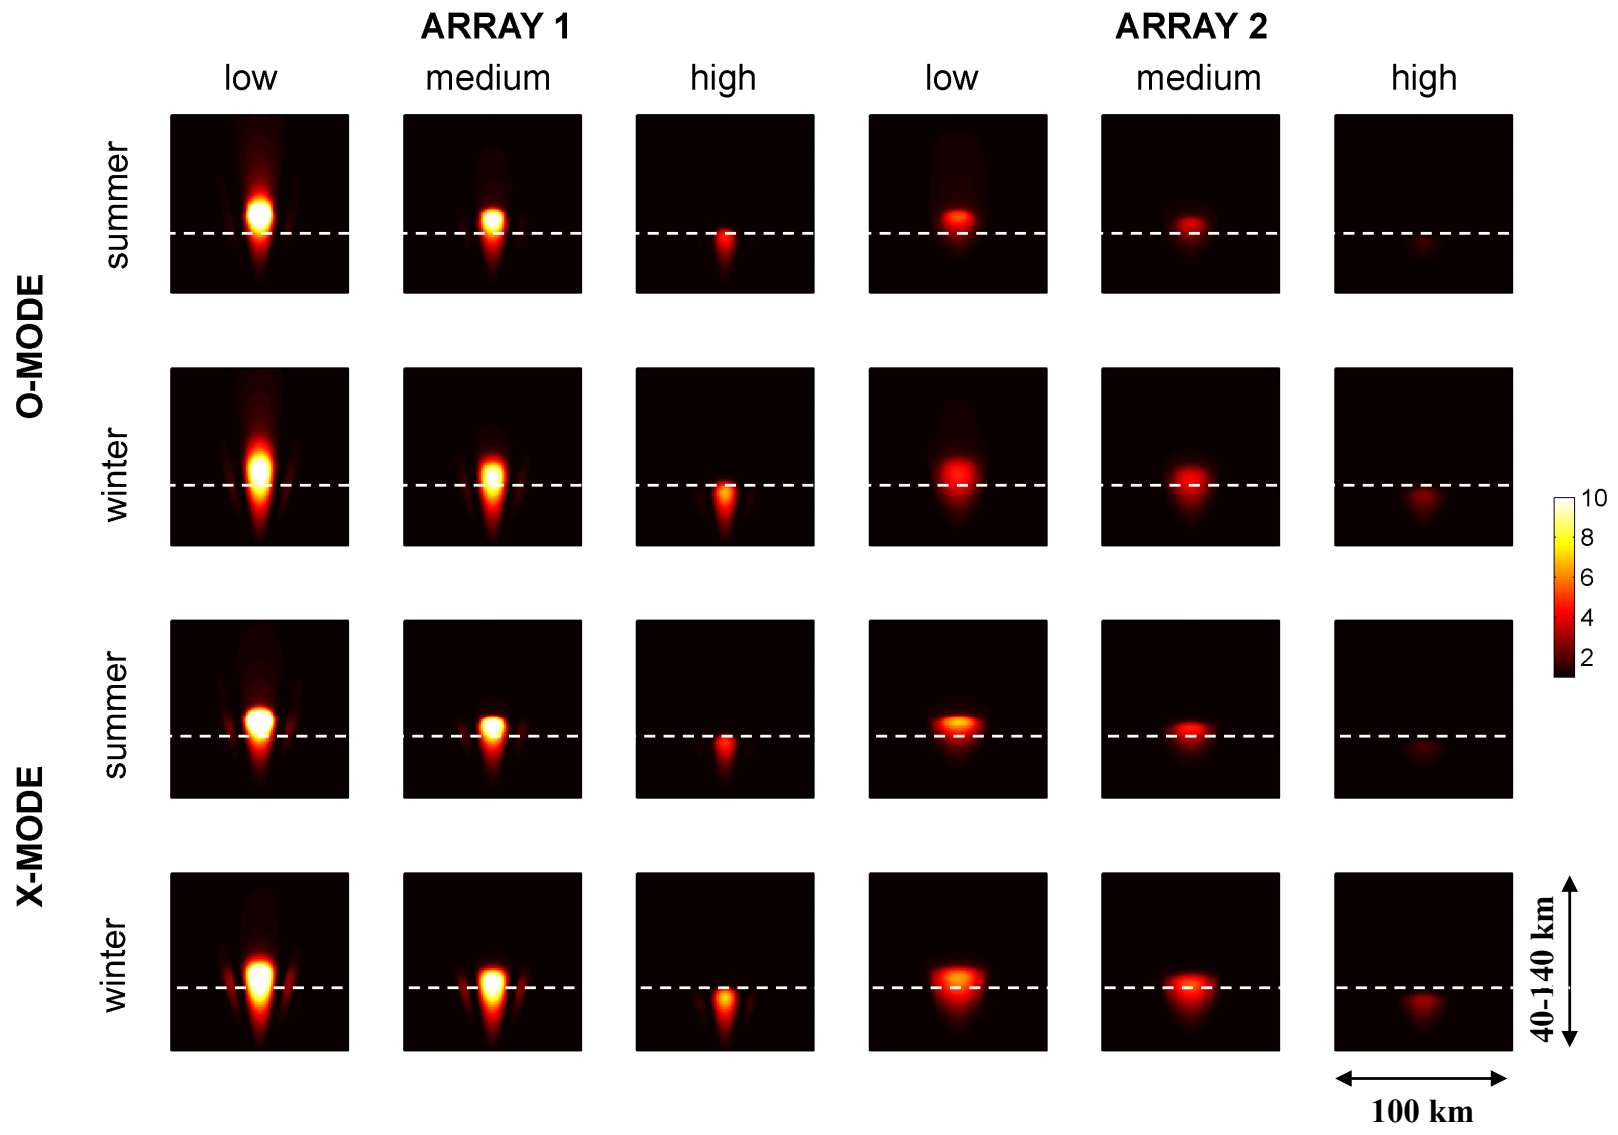 ARRAY 1 ARRAY 2
low medium high low medium high
O-MODE
summer
winter
10
8
6
4
2
X-MODE
summer
winter
40-140 km
100 km